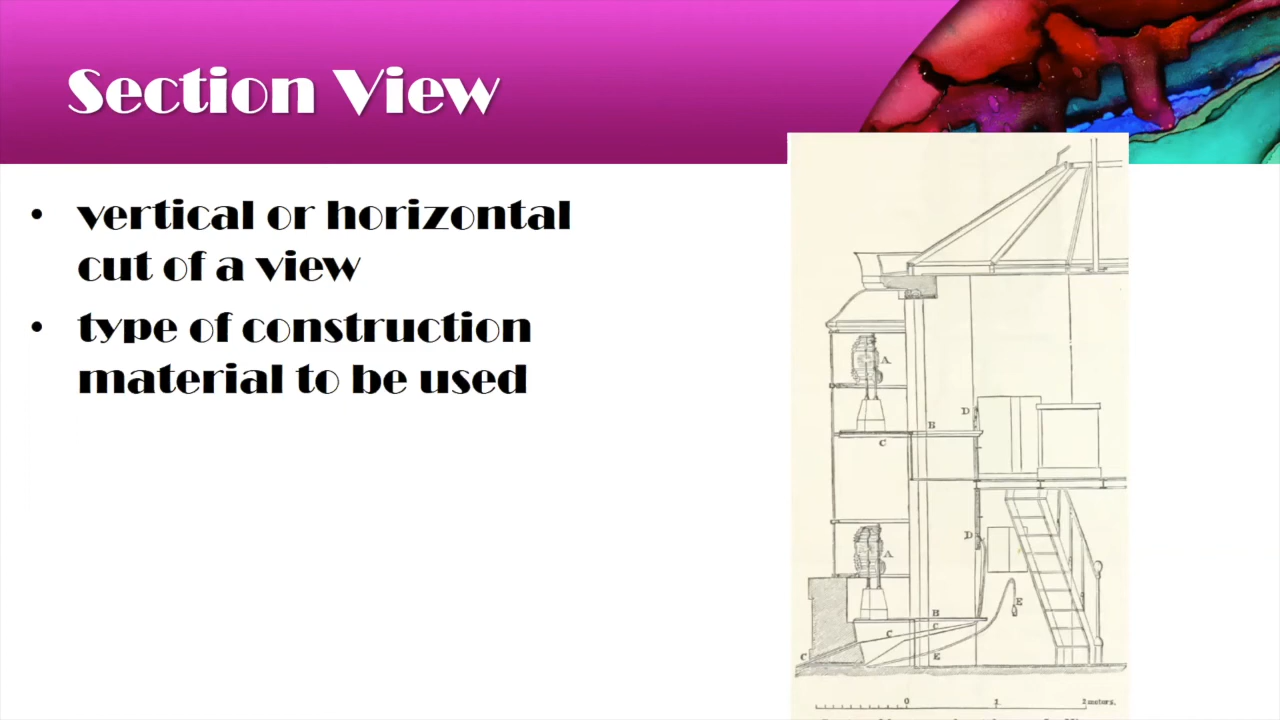 Section View
• vertical or horizontal
cut of a view
• type of construction
material to be used
A
D
B
C
D
A
E
B
C
C
E
C
0 1 2 meters.